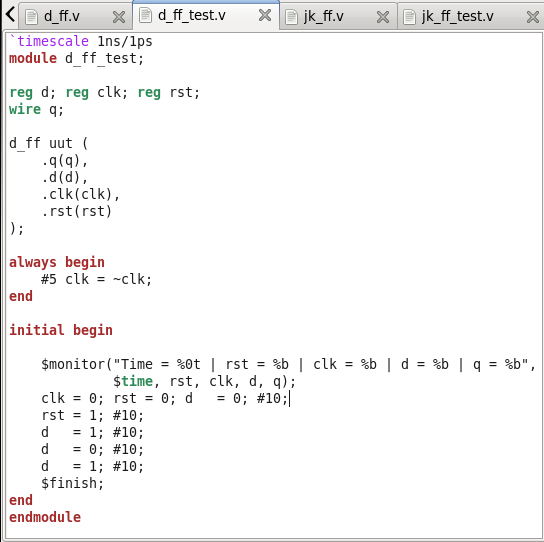 d_ff.v d_ff_test.v jk_ff.v jk_ff_test.v
`timescale 1ns/1ps
module d_ff_test;

reg d; reg clk; reg rst;
wire q;

d_ff uut (
    .q(q),
    .d(d),
    .clk(clk),
    .rst(rst)
);

always begin
    #5 clk = ~clk;
end

initial begin

    $monitor("Time = %0t | rst = %b | clk = %b | d = %b | q = %b",
             $time, rst, clk, d, q);
    clk = 0; rst = 0; d   = 0; #10;
    rst = 1; #10;
    d   = 1; #10;
    d   = 0; #10;
    d   = 1; #10;
    $finish;
end
endmodule